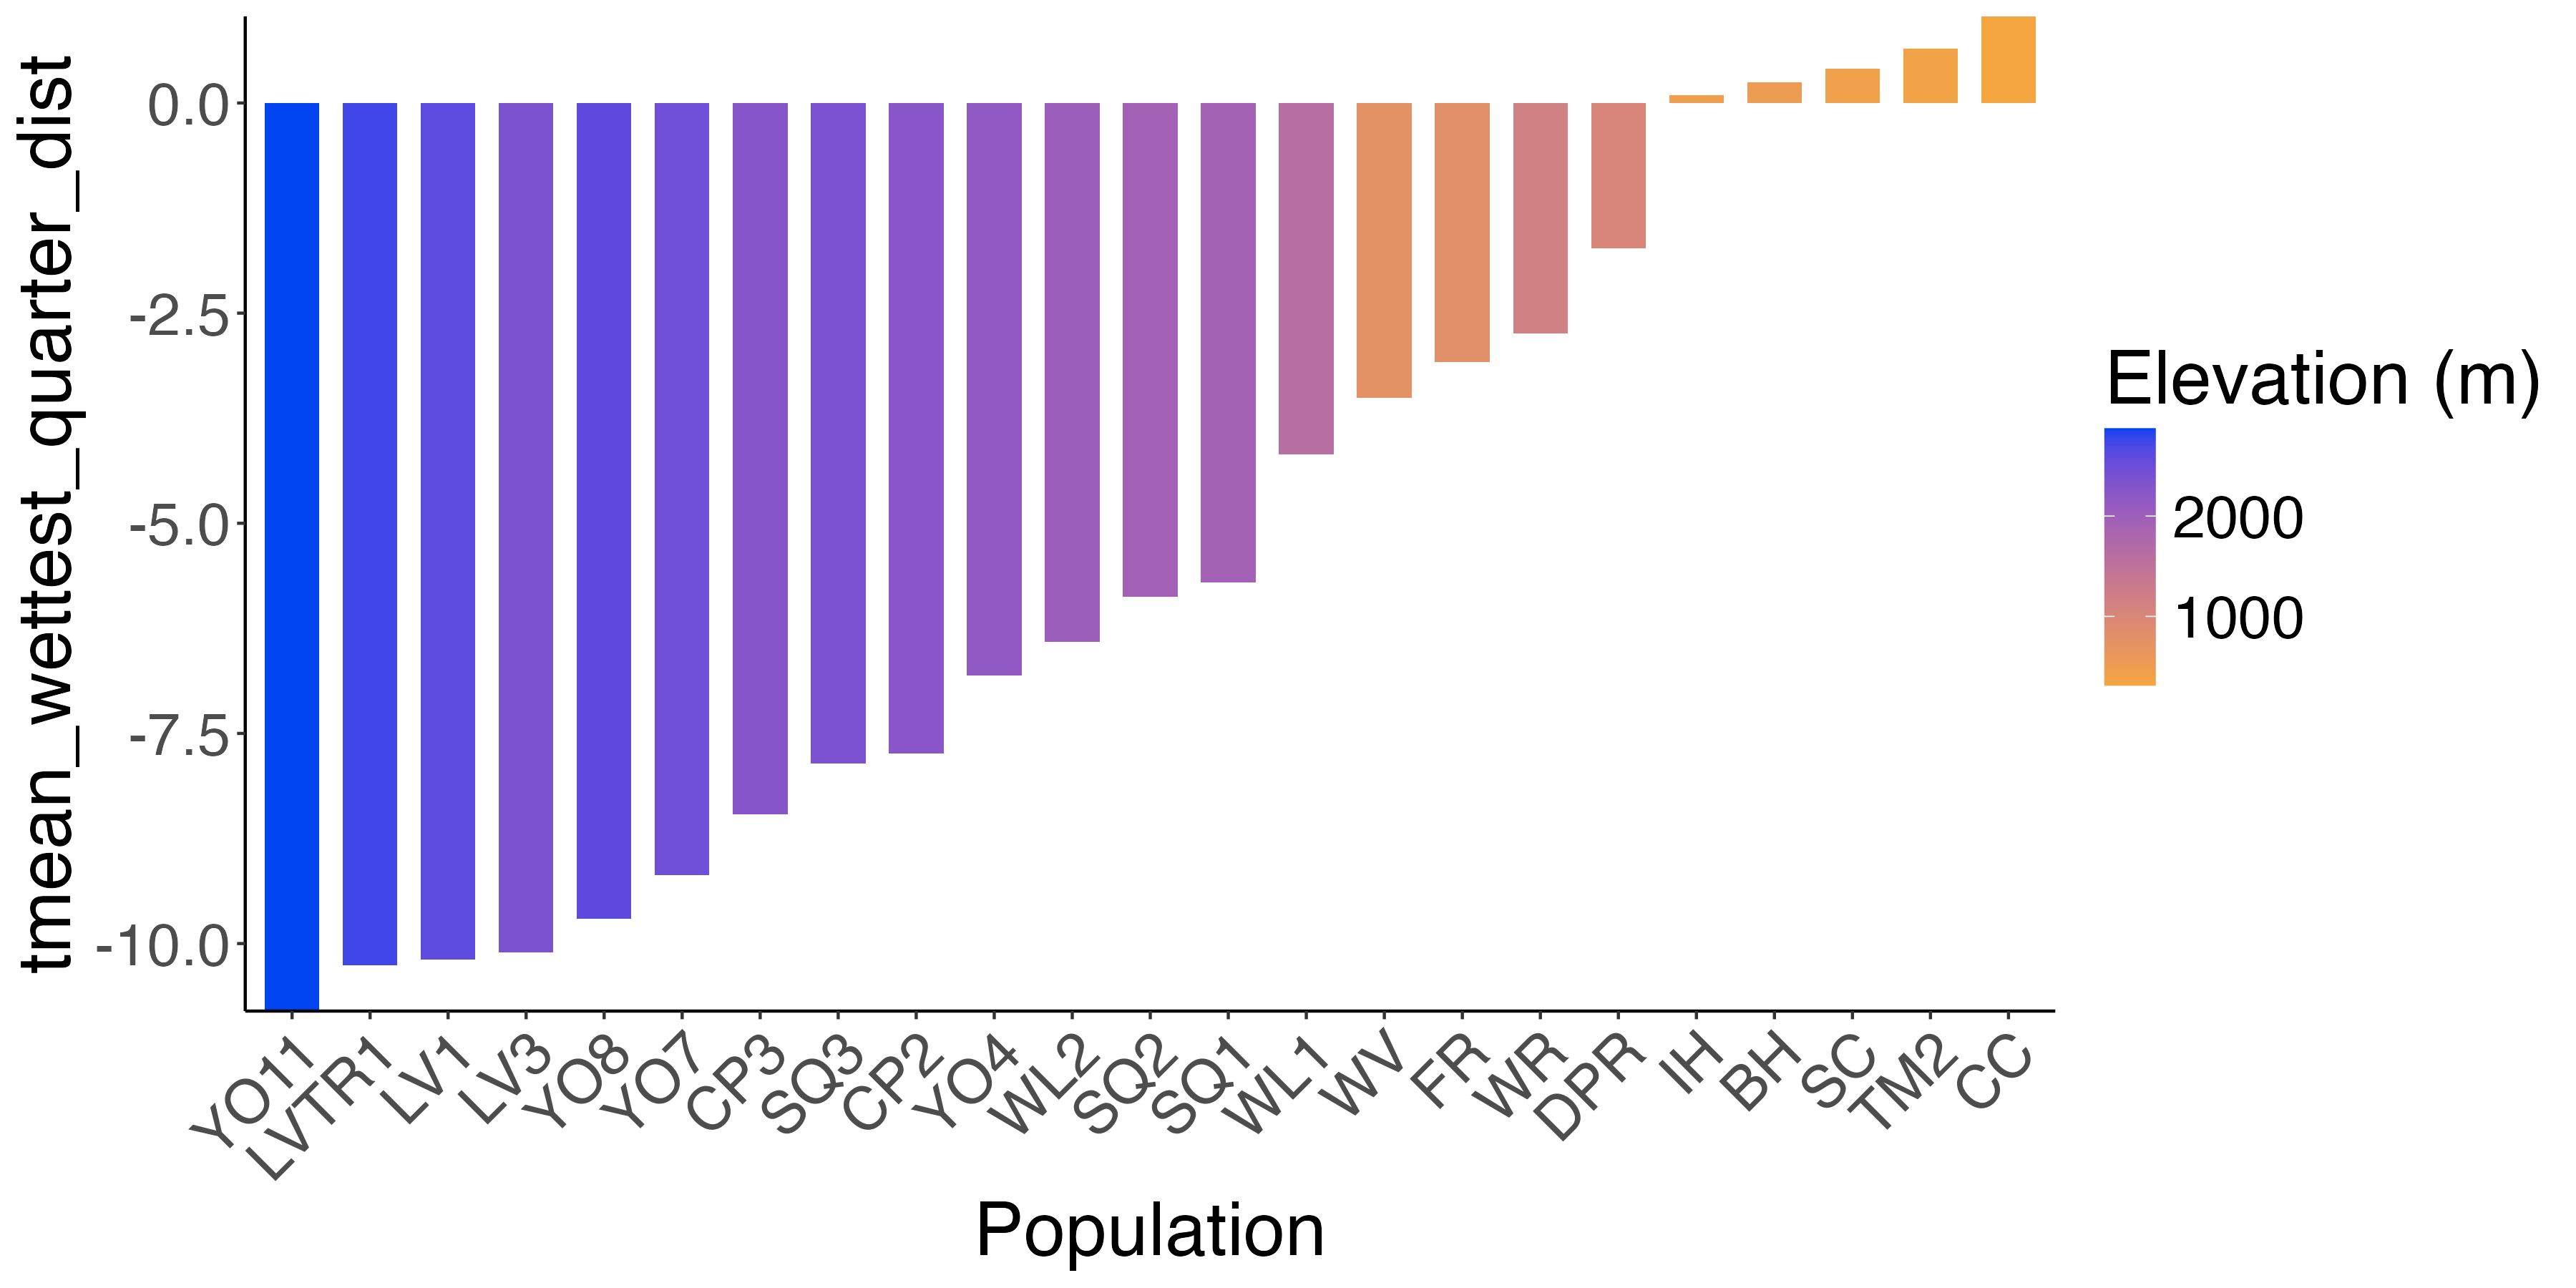 tmean_wettest_quarter_dist
0.0
-2.5
-5.0
-7.5
-10.0
YO11
LVTR1
LV1
LV3
YO8
YO7
CP3
SQ3
CP2
YO4
WL2
SQ2
SQ1
WL1
WV
FR
WR
DPR
IH
BH
SC
TM2
CC
Population
Elevation (m)
2000
1000